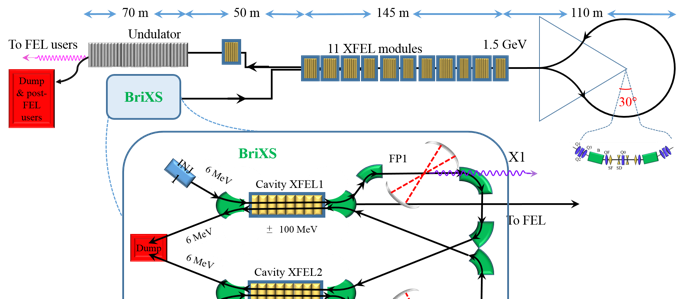 70 m
50 m
145 m
110 m
To FEL users
Undulator
11 XFEL modules
1.5 GeV
Dump
& post-
FEL
users
BriXS
30°
BriXS
INJ
6 MeV
FP1
X1
Cavity XFEL1
To FEL
± 100 MeV
6 MeV
Dump
6 MeV
Cavity XFEL2